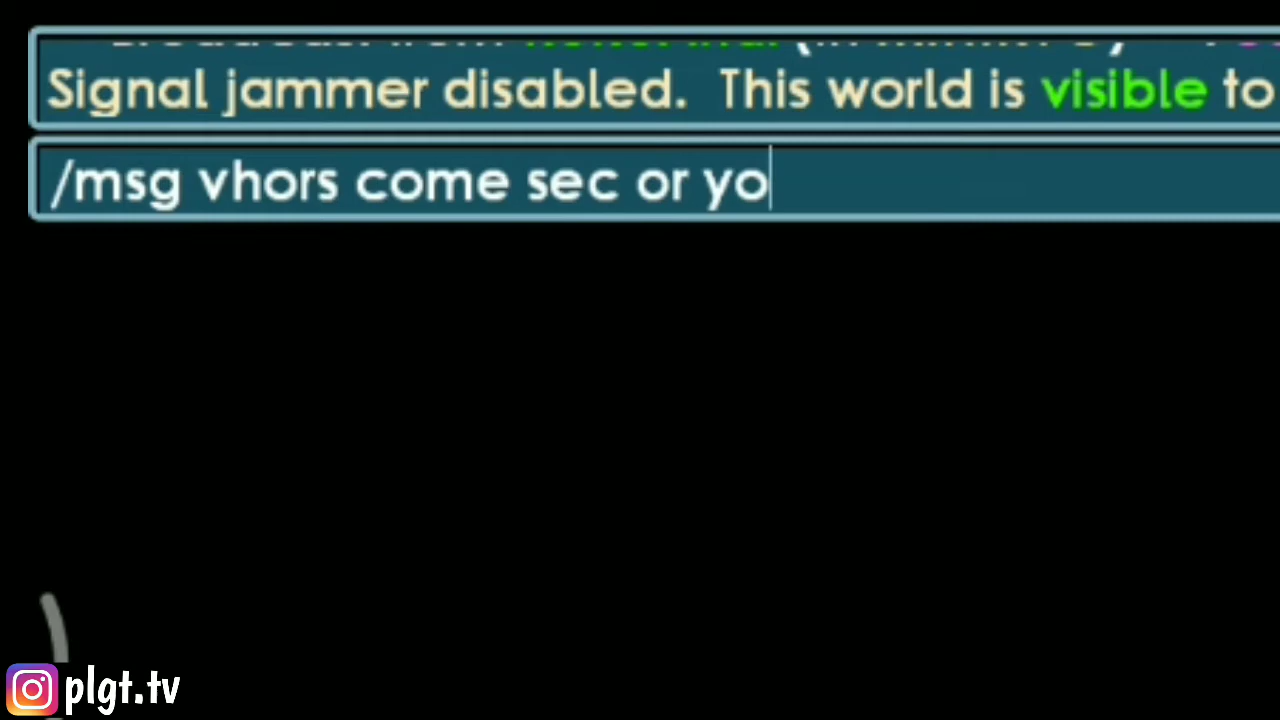 Signal jammer disabled. This world is visible to
/msg vhors come sec or yo
plgt.tv